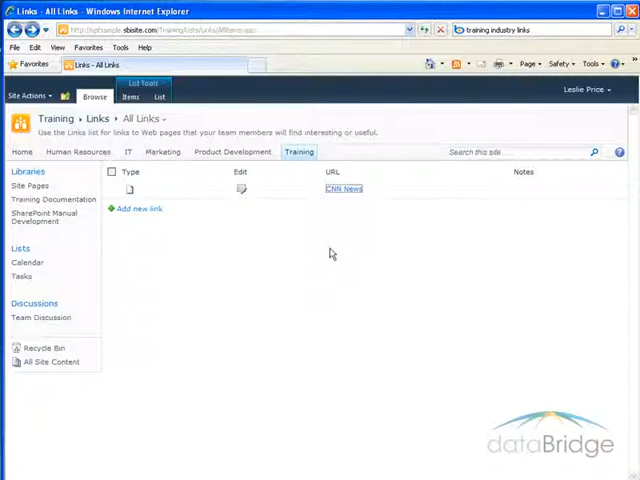 Links - All Links - Windows Internet Explorer
training industry links
File Edit View Favorites Tools Help
Favorites Links - All Links Page Safety Tools
List Tools
Site Actions Browse Items List Leslie Price
Training Links All Links
Use the Links list for links to Web pages that your team members will find interesting or useful.
Home Human Resources IT Marketing Product Development Training Search this site...
Libraries
Site Pages
Training Documentation
SharePoint Manual
Development
Lists
Calendar
Tasks
Discussions
Team Discussion
Recycle Bin
All Site Content
Type Edit URL Notes
CNN News
Add new link
dataBridge